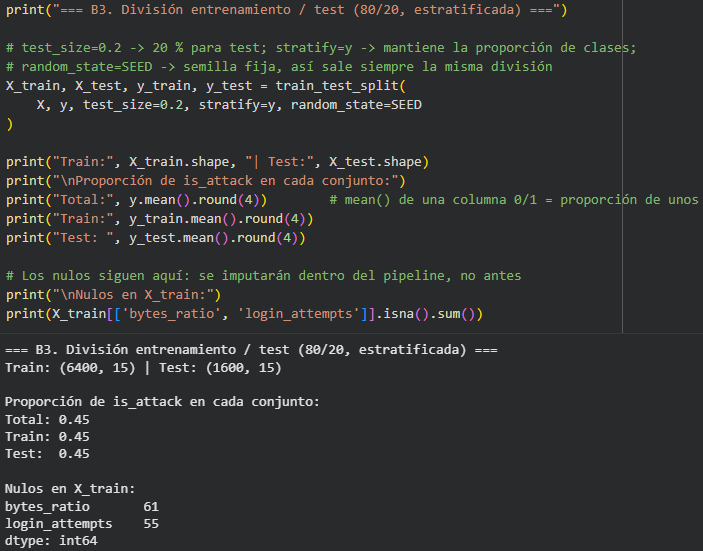 print("=== B3. División entrenamiento / test (80/20, estratificada) ===")
# test_size=0.2 -> 20 % para test; stratify=y -> mantiene la proporción de clases;
# random_state=SEED -> semilla fija, así sale siempre la misma división
X_train, X_test, y_train, y_test = train_test_split(
    X, y, test_size=0.2, stratify=y, random_state=SEED
)
print("Train:", X_train.shape, "| Test:", X_test.shape)
print("\nProporción de is_attack en cada conjunto:")
print("Total:", y.mean().round(4))        # mean() de una columna 0/1 = proporción de unos
print("Train:", y_train.mean().round(4))
print("Test: ", y_test.mean().round(4))
# Los nulos siguen aquí: se imputarán dentro del pipeline, no antes
print("\nNulos en X_train:")
print(X_train[['bytes_ratio', 'login_attempts']].isna().sum())
=== B3. División entrenamiento / test (80/20, estratificada) ===
Train: (6400, 15) | Test: (1600, 15)
Proporción de is_attack en cada conjunto:
Total: 0.45
Train: 0.45
Test:  0.45
Nulos en X_train:
bytes_ratio       61
login_attempts    55
dtype: int64